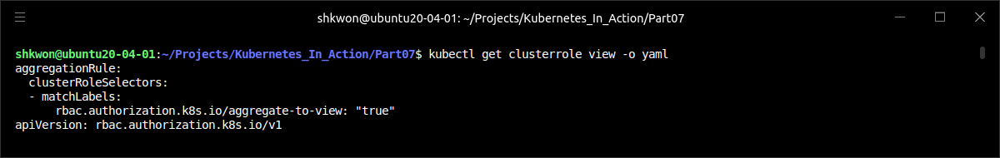 shkwon@ubuntu20-04-01: ~/Projects/Kubernetes_In_Action/Part07
shkwon@ubuntu20-04-01:~/Projects/Kubernetes_In_Action/Part07$ kubectl get clusterrole view -o yaml
aggregationRule:
  clusterRoleSelectors:
  - matchLabels:
      rbac.authorization.k8s.io/aggregate-to-view: "true"
apiVersion: rbac.authorization.k8s.io/v1